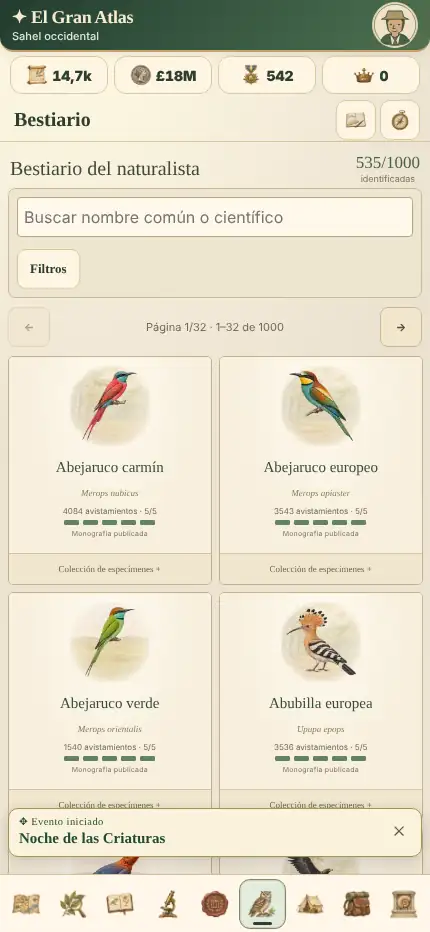 ✦ El Gran Atlas
Sahel occidental
14,7k
£18M
542
0
Bestiario
Bestiario del naturalista
535/1000
identificadas
Buscar nombre común o científico
Filtros
←
Página 1/32 · 1–32 de 1000
→
Abejaruco carmín
Merops nubicus
4084 avistamientos · 5/5
Monografía publicada
Colección de especímenes +
Abejaruco europeo
Merops apiaster
3543 avistamientos · 5/5
Monografía publicada
Colección de especímenes +
Abejaruco verde
Merops orientalis
1540 avistamientos · 5/5
Monografía publicada
Colección de especímenes +
Abubilla europea
Upupa epops
3536 avistamientos · 5/5
Monografía publicada
Colección de especímenes +
✥ Evento iniciado
Noche de las Criaturas
×